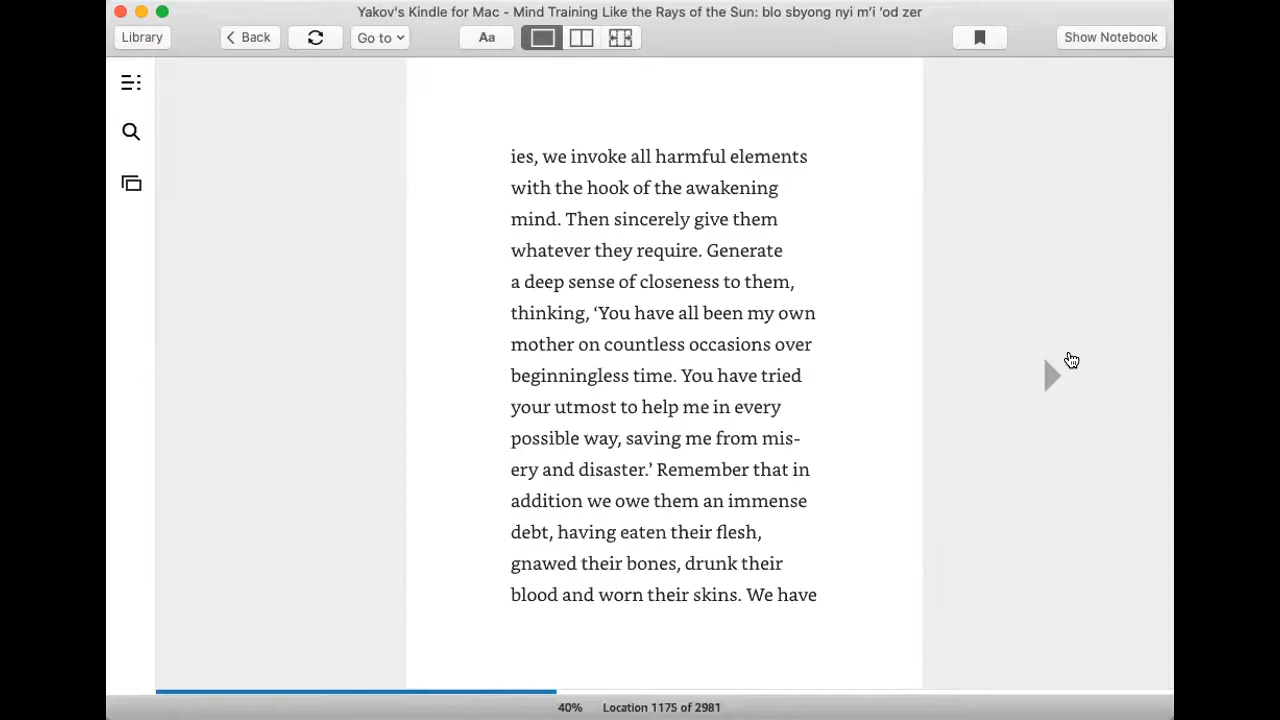 Yakov's Kindle for Mac - Mind Training Like the Rays of the Sun: blo sbyong nyi m'i 'od zer
Library
Back
Go to
Aa
Show Notebook
ies, we invoke all harmful elements
with the hook of the awakening
mind. Then sincerely give them
whatever they require. Generate
a deep sense of closeness to them,
thinking, ‘You have all been my own
mother on countless occasions over
beginningless time. You have tried
your utmost to help me in every
possible way, saving me from mis-
ery and disaster.’ Remember that in
addition we owe them an immense
debt, having eaten their flesh,
gnawed their bones, drunk their
blood and worn their skins. We have
40% Location 1175 of 2981